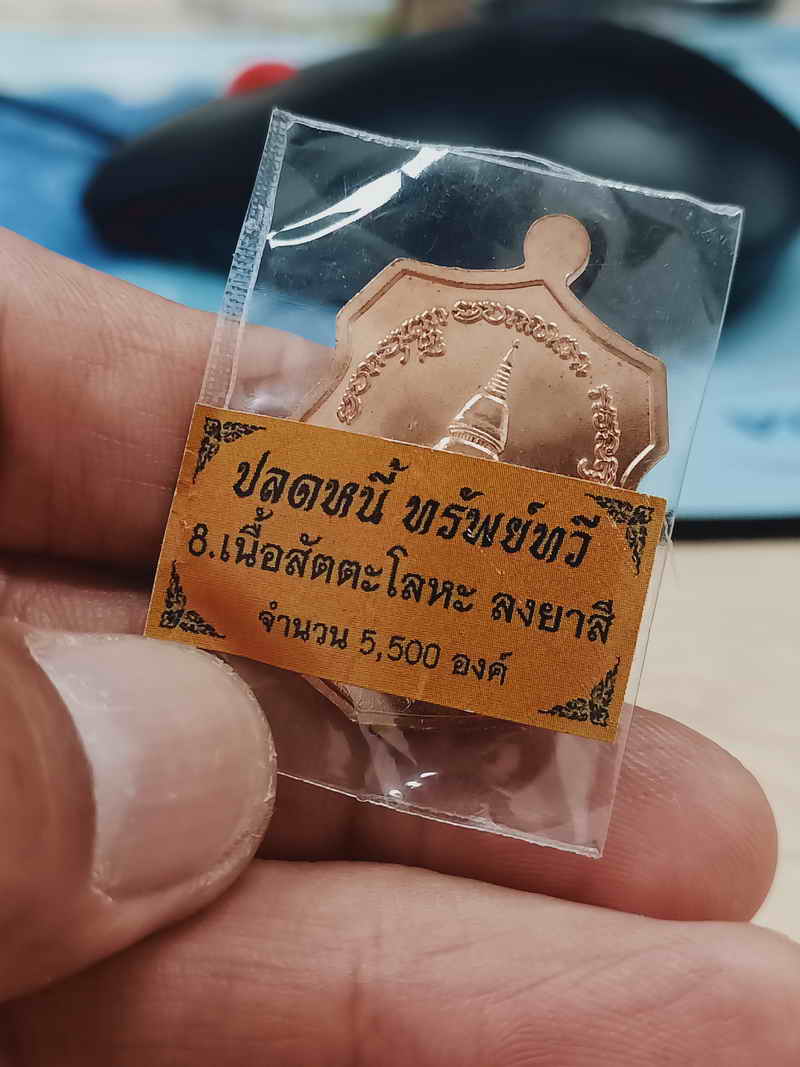 ปลดหนี้ ทรัพย์ทวี
8.เนื้อสัตตะโลหะ ลงยาสี
จำนวน 5,500 องค์